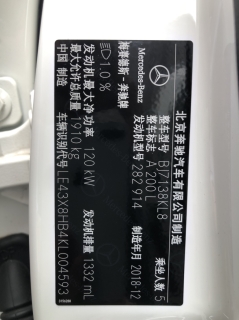 北京奔驰汽车有限公司制造
Mercedes-Benz
梅赛德斯-奔驰牌
整车型号 BJ7138KL8
整车标志 A 200 L 乘坐人数 5
发动机型号 282 914
1.0 % 制造年月 2018-12
发动机最大净功率 120 kW
最大允许总质量 1910 kg 发动机排量 1332 mL
车辆识别代号 LE43X8HB4KL004593
中国 制造